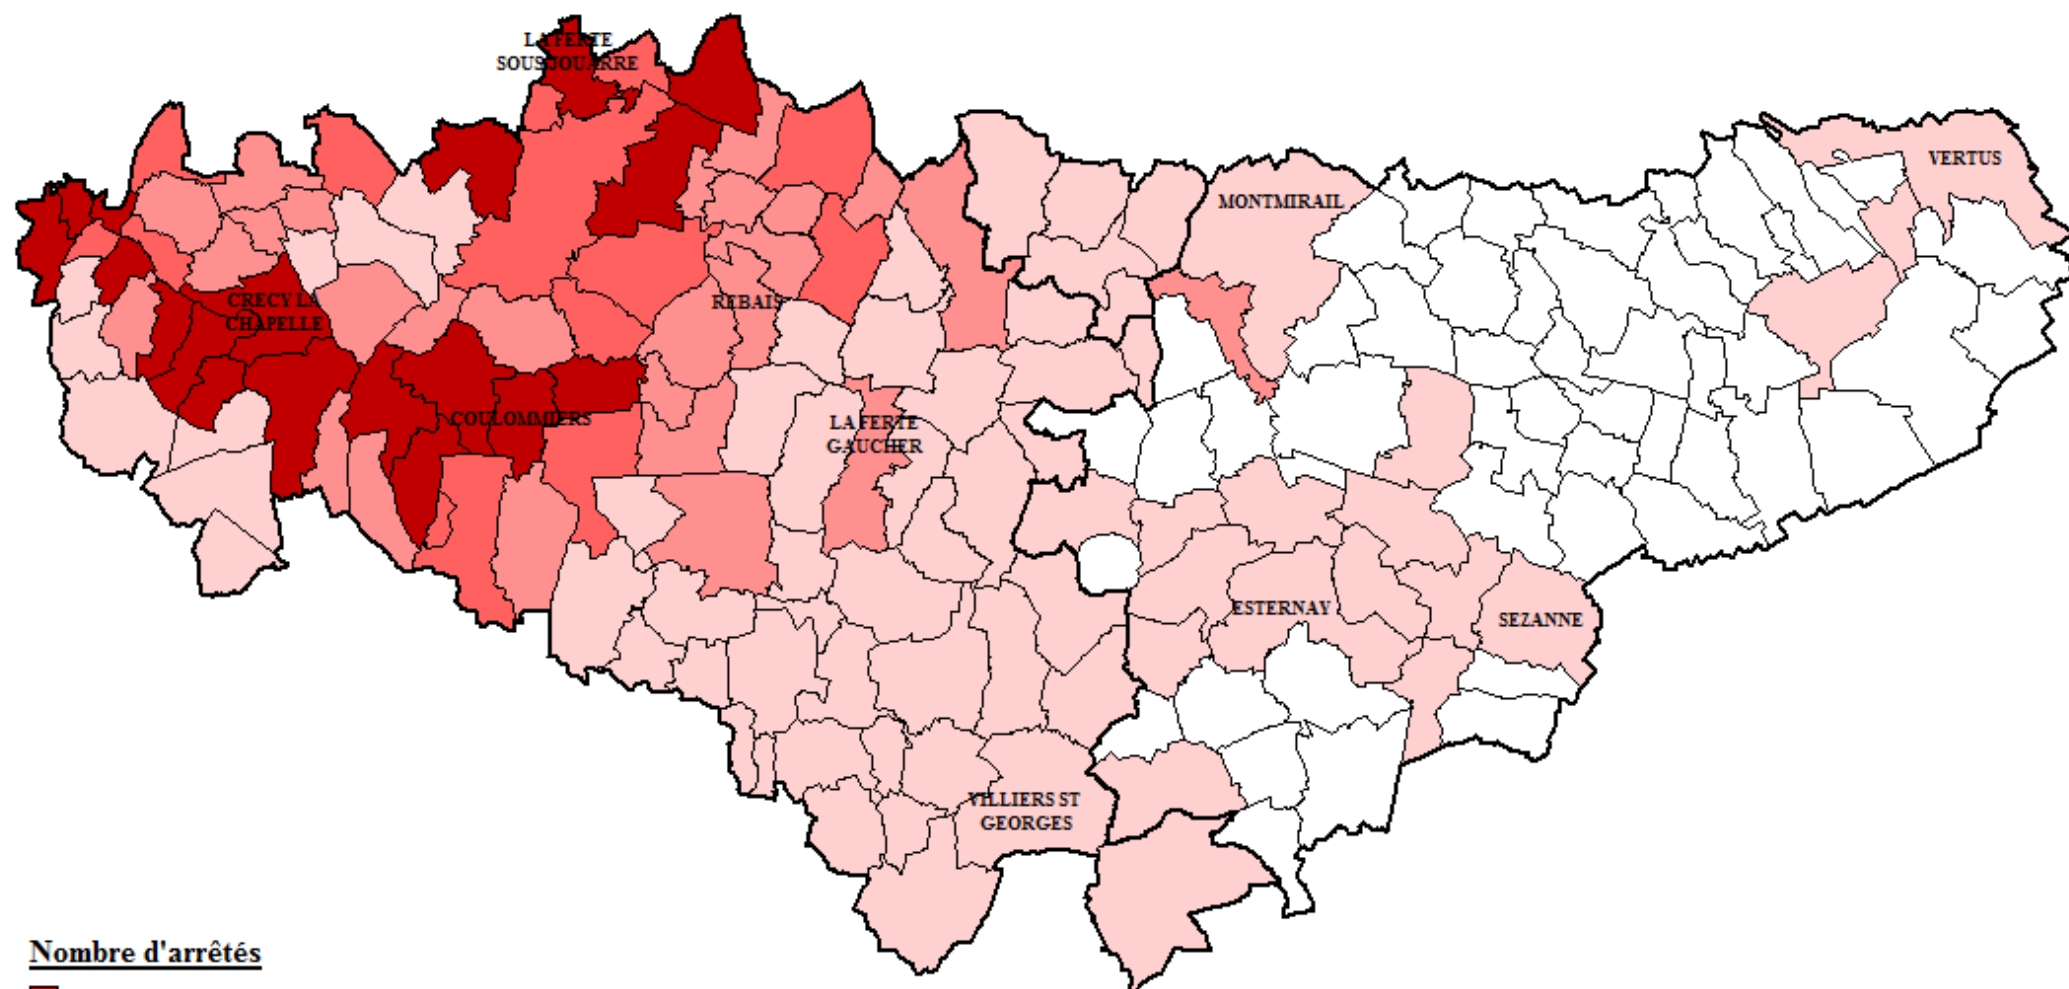 LA FERTE
SOUS JOUARRE
VERTUS
MONTMIRAIL
CRECY LA
CHAPELLE
REBAIS
COULOMMIERS
LA FERTE
GAUCHER
ESTERNAY
SEZANNE
VILLIERS ST
GEORGES
Nombre d'arrêtés